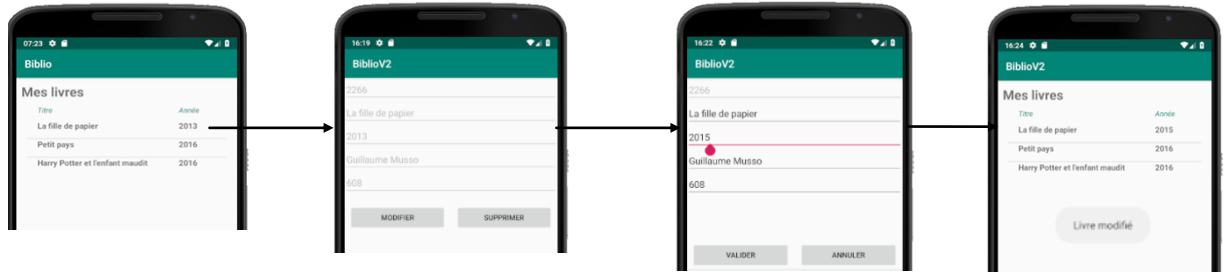 07:23
Biblio
Mes livres
Titre Année
La fille de papier 2013
Petit pays 2016
Harry Potter et l'enfant maudit 2016
16:19
BiblioV2
2266
La fille de papier
2013
Guillaume Musso
608
MODIFIER SUPPRIMER
16:22
BiblioV2
2266
La fille de papier
2015
Guillaume Musso
608
VALIDER ANNULER
16:24
BiblioV2
Mes livres
Titre Année
La fille de papier 2015
Petit pays 2016
Harry Potter et l'enfant maudit 2016
Livre modifié